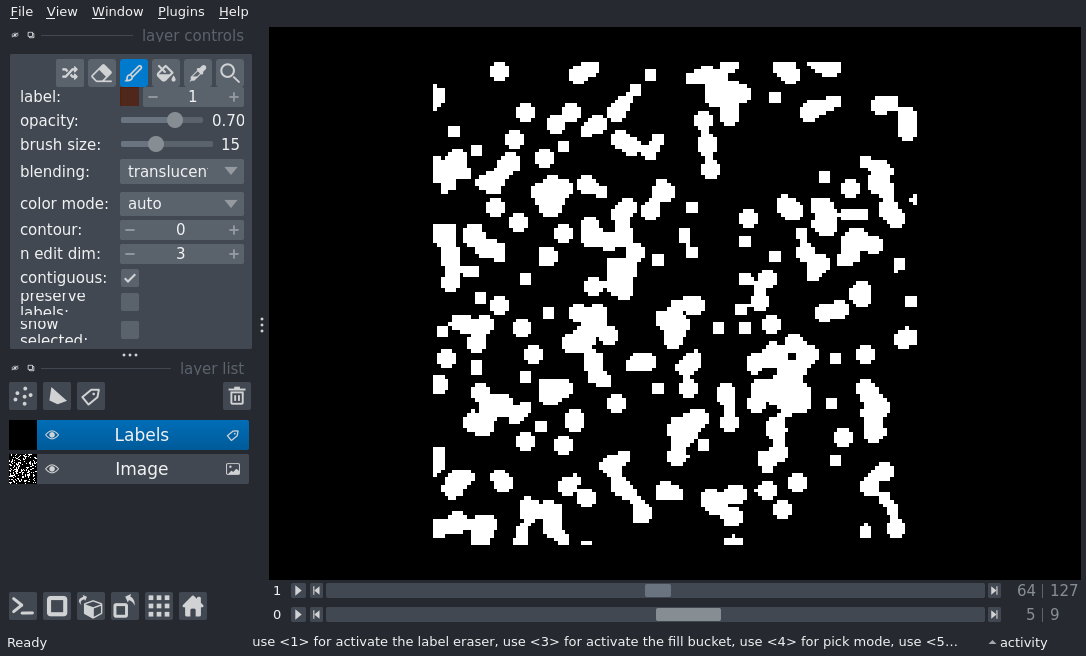 File View Window Plugins Help
layer controls
label: 1
opacity: 0.70
brush size: 15
blending: translucen
color mode: auto
contour: 0
n edit dim: 3
contiguous:
preserve
labels:
show
selected:
layer list
Labels
Image
1 64 127
0 5 9
Ready use <1> for activate the label eraser, use <3> for activate the fill bucket, use <4> for pick mode, use <5... activity